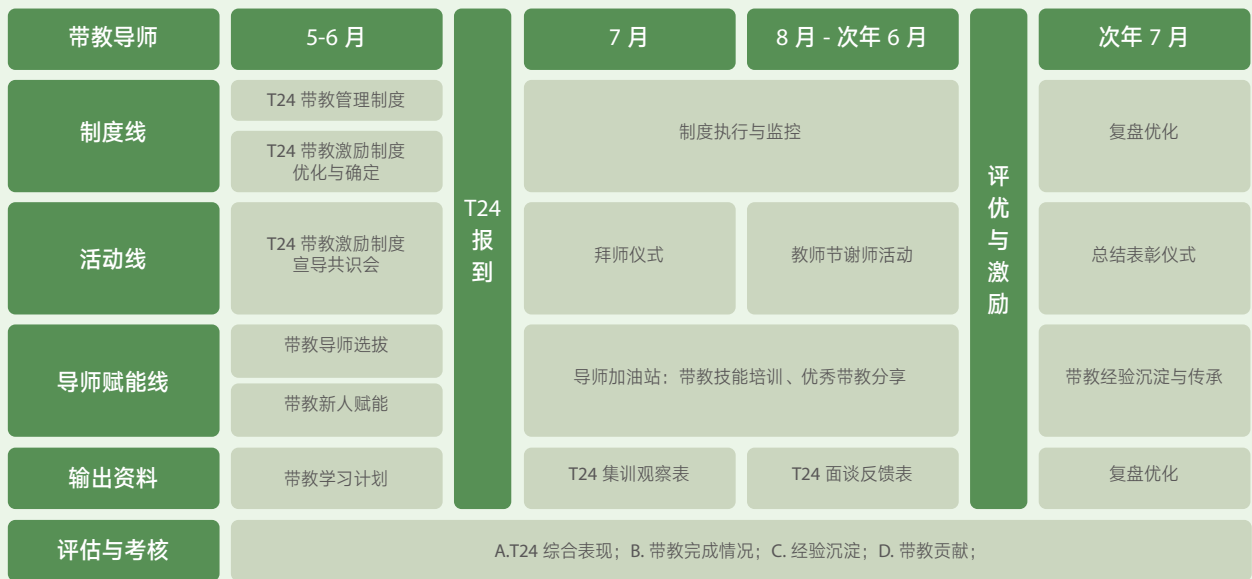 带教导师
5-6 月
7 月
8 月 - 次年 6 月
次年 7 月
制度线
T24 带教管理制度
T24 带教激励制度
优化与确定
制度执行与监控
复盘优化
T24
报
到
评
优
与
激
励
活动线
T24 带教激励制度
宣导共识会
拜师仪式
教师节谢师活动
总结表彰仪式
导师赋能线
带教导师选拔
带教新人赋能
导师加油站：带教技能培训、优秀带教分享
带教经验沉淀与传承
输出资料
带教学习计划
T24 集训观察表
T24 面谈反馈表
复盘优化
评估与考核
A.T24 综合表现；B. 带教完成情况；C. 经验沉淀；D. 带教贡献；